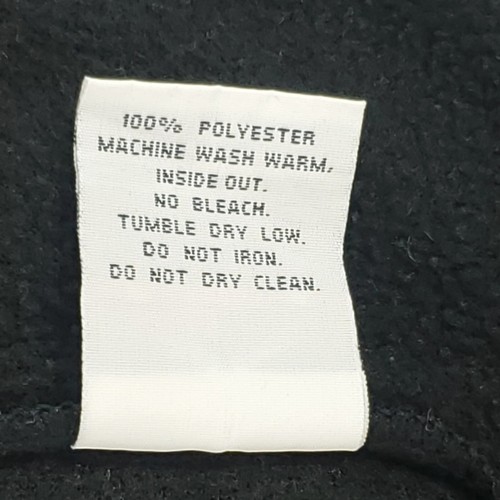 100% POLYESTER
MACHINE WASH WARM,
INSIDE OUT.
NO BLEACH.
TUMBLE DRY LOW.
DO NOT IRON.
DO NOT DRY CLEAN.